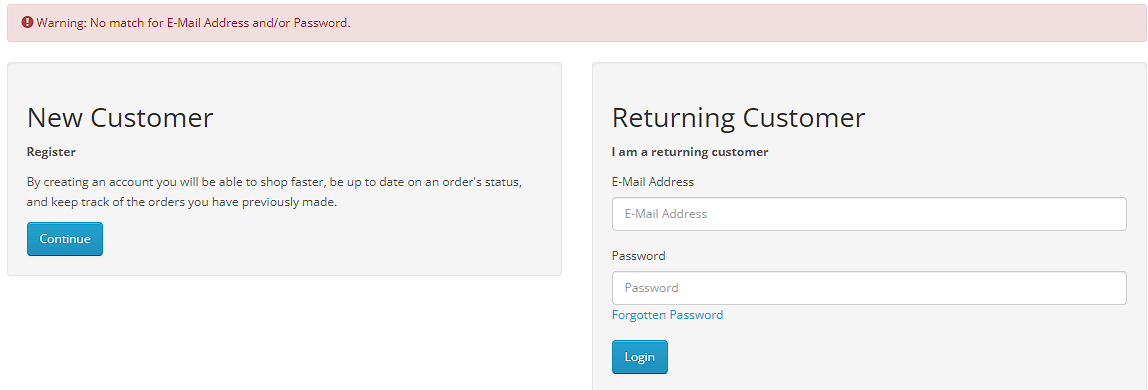 Warning: No match for E-Mail Address and/or Password.
New Customer
Register
By creating an account you will be able to shop faster, be up to date on an order's status,
and keep track of the orders you have previously made.
Continue
Returning Customer
I am a returning customer
E-Mail Address
E-Mail Address
Password
Password
Forgotten Password
Login